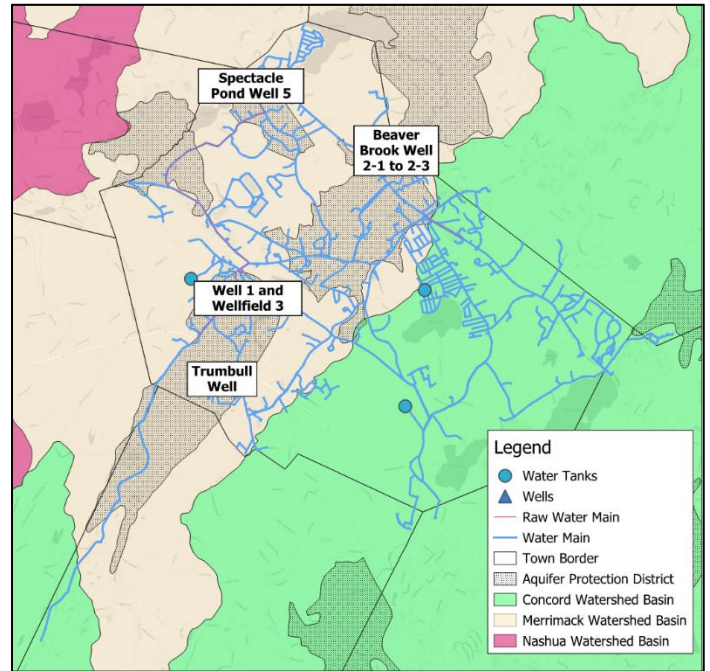 Spectacle
Pond Well 5
Beaver
Brook Well
2-1 to 2-3
Well 1 and
Wellfield 3
Trumbull
Well
Legend
Water Tanks
Wells
Raw Water Main
Water Main
Town Border
Aquifer Protection District
Concord Watershed Basin
Merrimack Watershed Basin
Nashua Watershed Basin